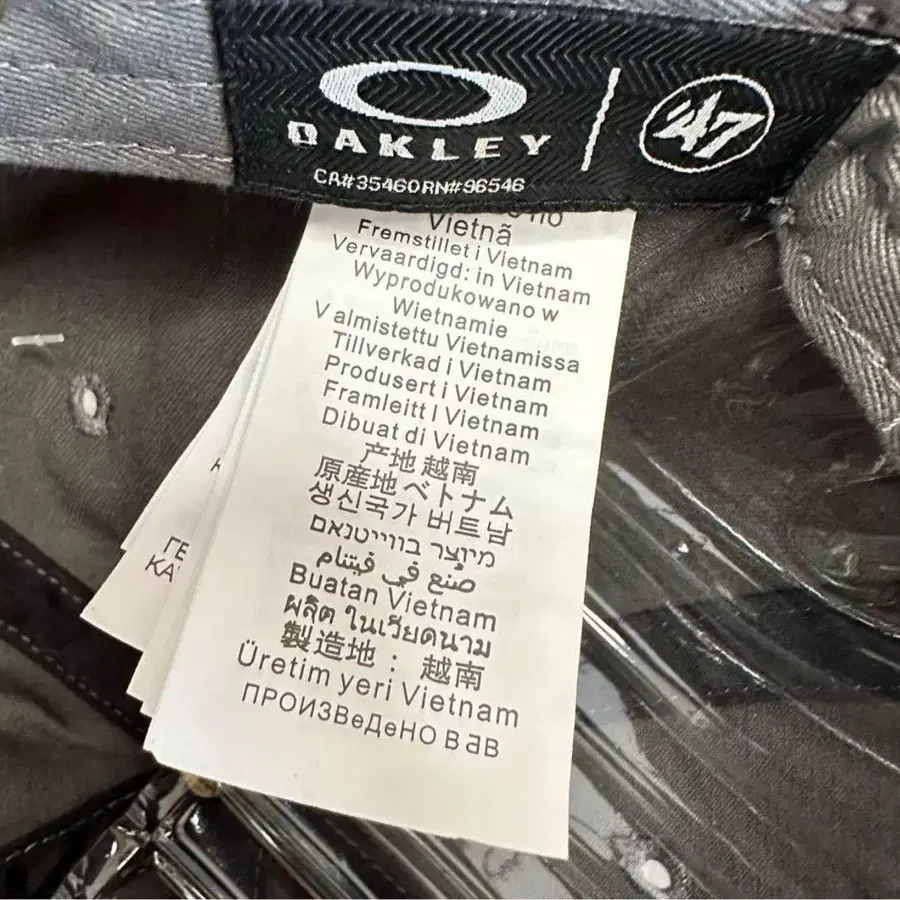 OAKLEY
47
CA#35460RN#96546
Vietnã
Fremstillet i Vietnam
Vervaardigd: in Vietnam
Wyprodukowano w
Wietnamie
V almistettu Vietnamissa
Tillverkad i Vietnam
Produsert i Vietnam
Framleitt l Vietnam
Dibuat di Vietnam
产地 越南
原産地 ベトナム
생신국가 버트남
מיוצר בווייטנאם
صنع في فيتنام
Buatan Vietnam
ผลิต ในเวียดนาม
製造地：越南
Üretim yeri Vietnam
ПРОИЗВеДеНО В аВ